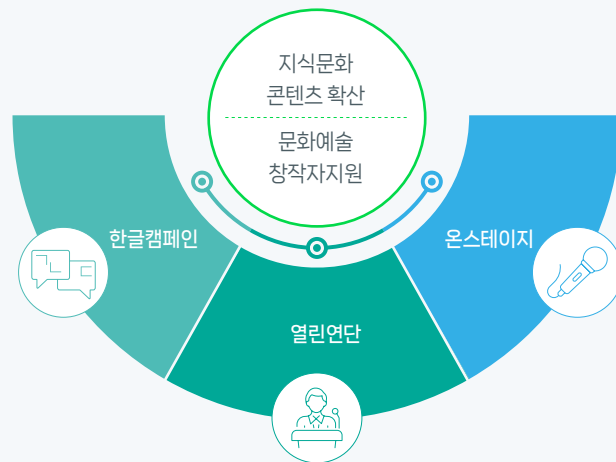 지식문화
콘텐츠 확산
문화예술
창작자지원
한글캠페인
온스테이지
열린연단